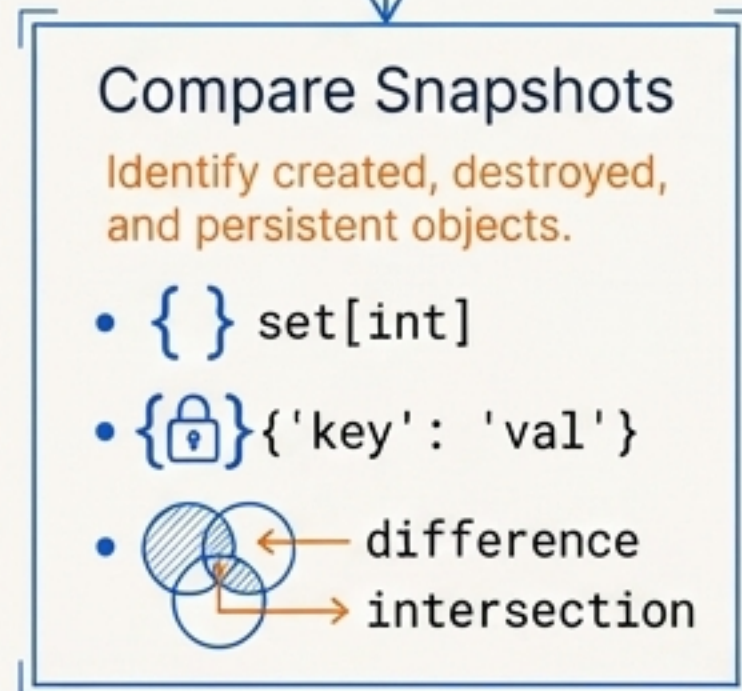 Compare Snapshots
Identify created, destroyed,
and persistent objects.
• { } set[int]
• { } {'key': 'val'}
• difference
intersection